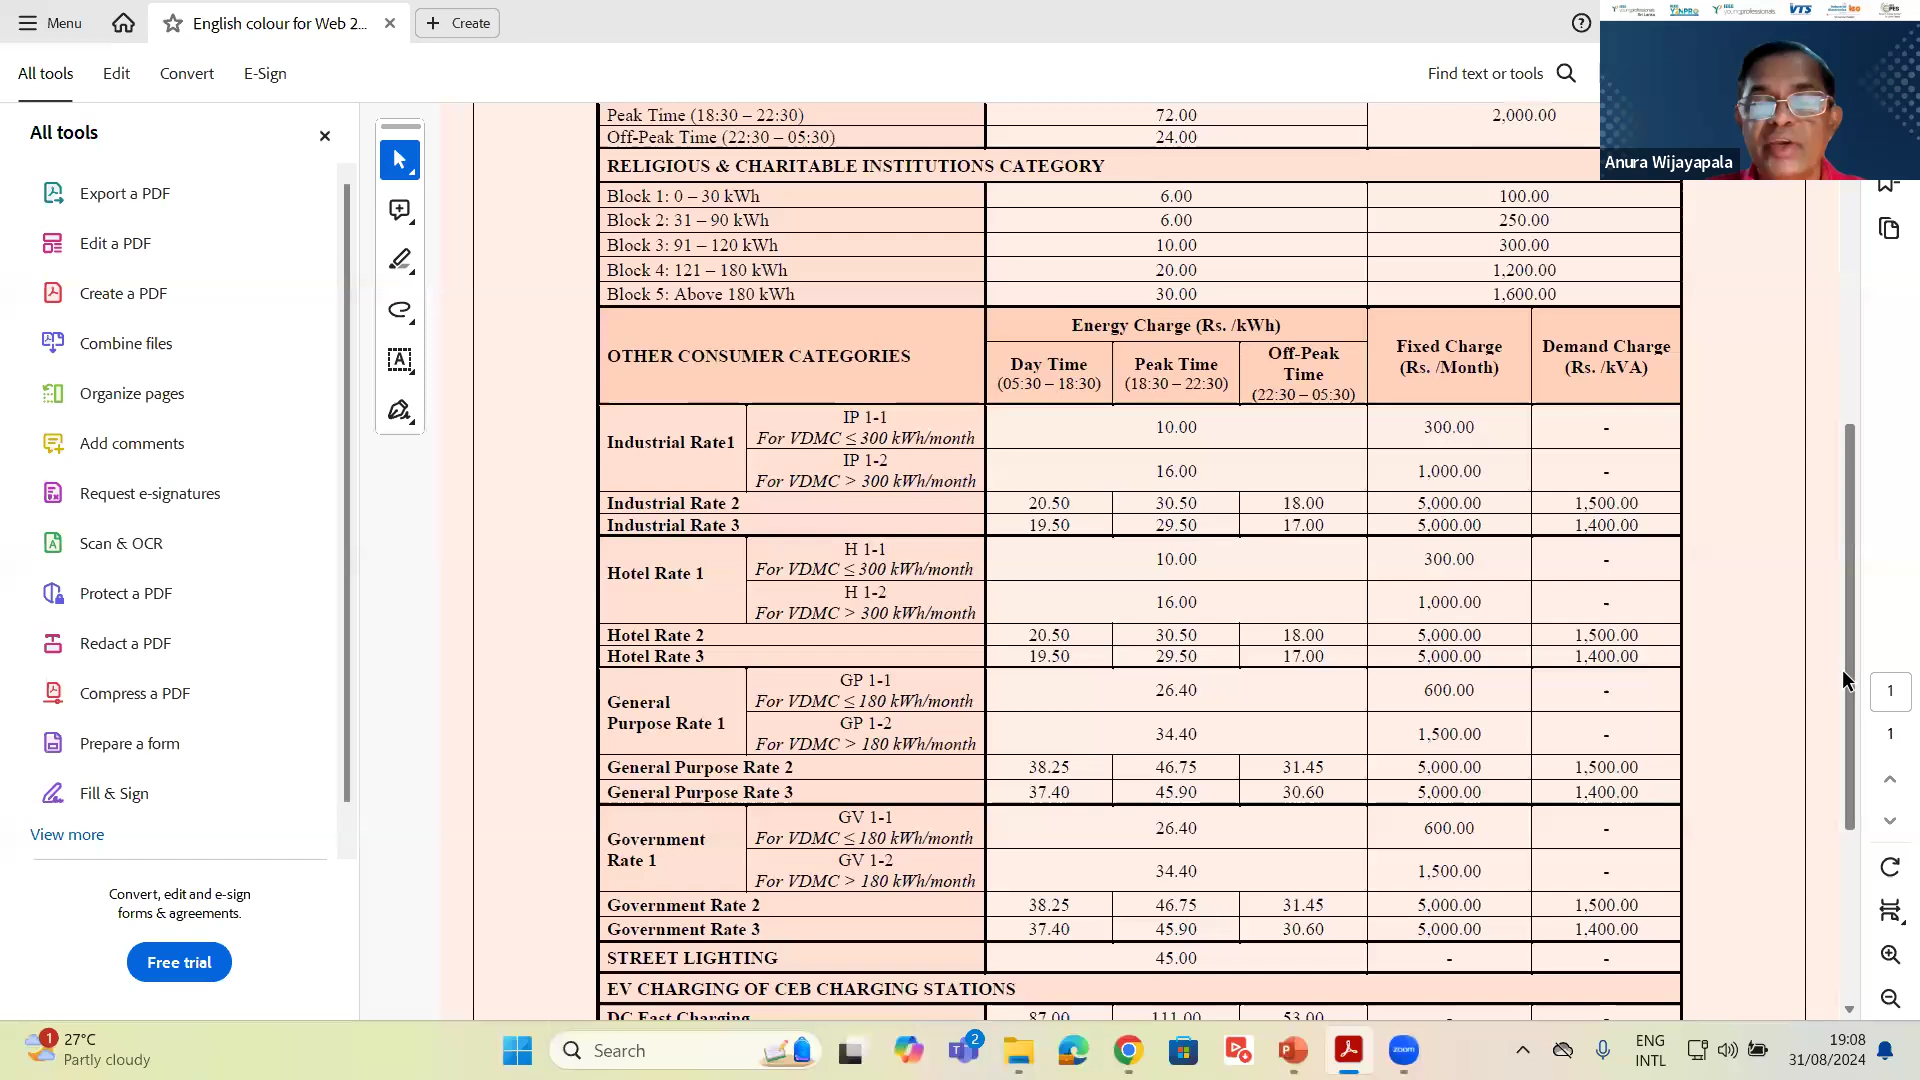 Menu
English colour for Web 2...
Create
All tools
Edit
Convert
E-Sign
Find text or tools
All tools
Export a PDF
Edit a PDF
Create a PDF
Combine files
Organize pages
Add comments
Request e-signatures
Scan & OCR
Protect a PDF
Redact a PDF
Compress a PDF
Prepare a form
Fill & Sign
View more
Convert, edit and e-sign
forms & agreements.
Free trial
Peak Time (18:30 – 22:30) 72.00 2,000.00
Off-Peak Time (22:30 – 05:30) 24.00
RELIGIOUS & CHARITABLE INSTITUTIONS CATEGORY
Block 1: 0 – 30 kWh 6.00 100.00
Block 2: 31 – 90 kWh 6.00 250.00
Block 3: 91 – 120 kWh 10.00 300.00
Block 4: 121 – 180 kWh 20.00 1,200.00
Block 5: Above 180 kWh 30.00 1,600.00
OTHER CONSUMER CATEGORIES
Energy Charge (Rs. /kWh)
Day Time
(05:30 – 18:30)
Peak Time
(18:30 – 22:30)
Off-Peak
Time
(22:30 – 05:30)
Fixed Charge
(Rs. /Month)
Demand Charge
(Rs. /kVA)
Industrial Rate1
IP 1-1
For VDMC ≤ 300 kWh/month
10.00 300.00 -
IP 1-2
For VDMC > 300 kWh/month
16.00 1,000.00 -
Industrial Rate 2 20.50 30.50 18.00 5,000.00 1,500.00
Industrial Rate 3 19.50 29.50 17.00 5,000.00 1,400.00
Hotel Rate 1
H 1-1
For VDMC ≤ 300 kWh/month
10.00 300.00 -
H 1-2
For VDMC > 300 kWh/month
16.00 1,000.00 -
Hotel Rate 2 20.50 30.50 18.00 5,000.00 1,500.00
Hotel Rate 3 19.50 29.50 17.00 5,000.00 1,400.00
General
Purpose Rate 1
GP 1-1
For VDMC ≤ 180 kWh/month
26.40 600.00 -
GP 1-2
For VDMC > 180 kWh/month
34.40 1,500.00 -
General Purpose Rate 2 38.25 46.75 31.45 5,000.00 1,500.00
General Purpose Rate 3 37.40 45.90 30.60 5,000.00 1,400.00
Government
Rate 1
GV 1-1
For VDMC ≤ 180 kWh/month
26.40 600.00 -
GV 1-2
For VDMC > 180 kWh/month
34.40 1,500.00 -
Government Rate 2 38.25 46.75 31.45 5,000.00 1,500.00
Government Rate 3 37.40 45.90 30.60 5,000.00 1,400.00
STREET LIGHTING 45.00 - -
EV CHARGING OF CEB CHARGING STATIONS
DC Fast Charging 87.00 111.00 53.00 - -
VTS
Anura Wijayapala
1
1
1
27°C
Partly cloudy
Search
2
zoom
ENG
INTL
19:08
31/08/2024